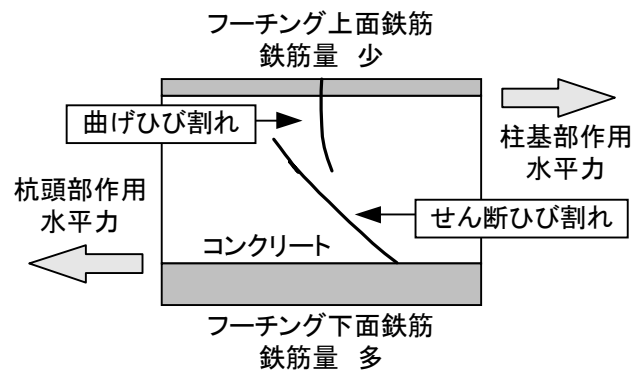 フーチング上面鉄筋
鉄筋量 少
曲げひび割れ
柱基部作用
水平力
杭頭部作用
水平力
せん断ひび割れ
コンクリート
フーチング下面鉄筋
鉄筋量 多